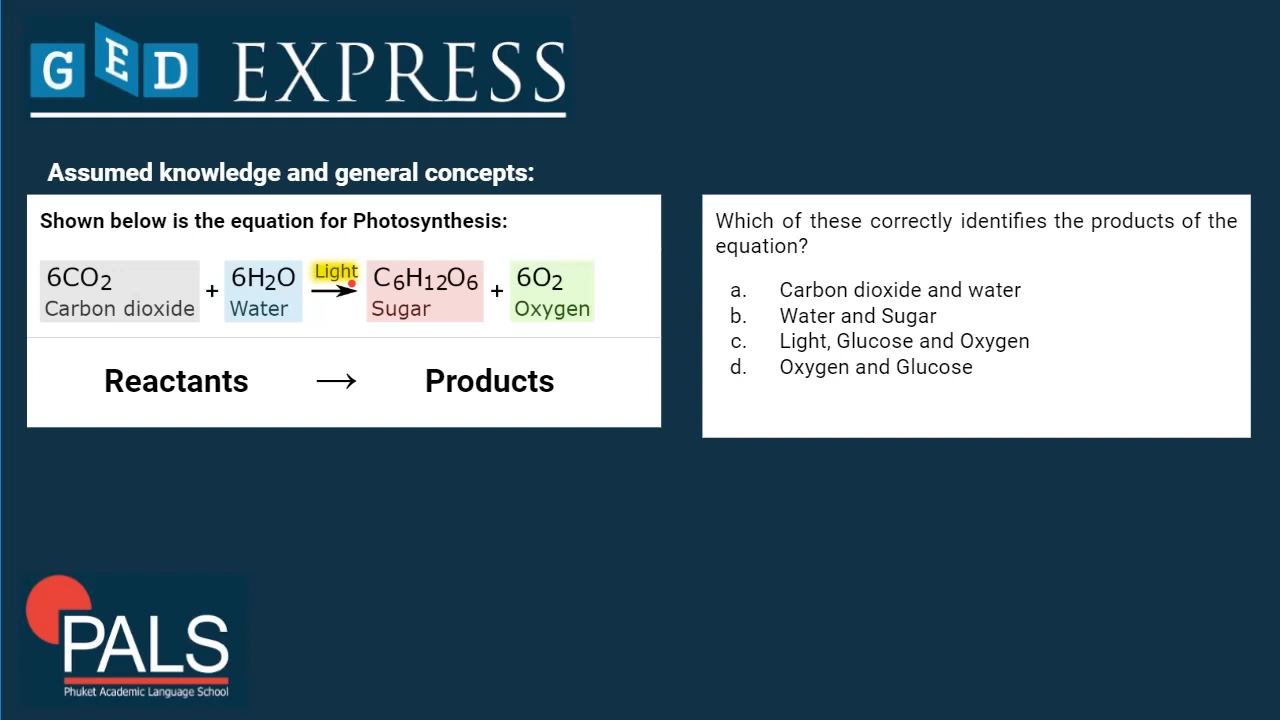 GED EXPRESS
Assumed knowledge and general concepts:
Shown below is the equation for Photosynthesis:
6CO₂ + 6H₂O Light → C₆H₁₂O₆ + 6O₂
Carbon dioxide Water Sugar Oxygen
Reactants → Products
Which of these correctly identifies the products of the
equation?
a. Carbon dioxide and water
b. Water and Sugar
c. Light, Glucose and Oxygen
d. Oxygen and Glucose
PALS
Phuket Academic Language School